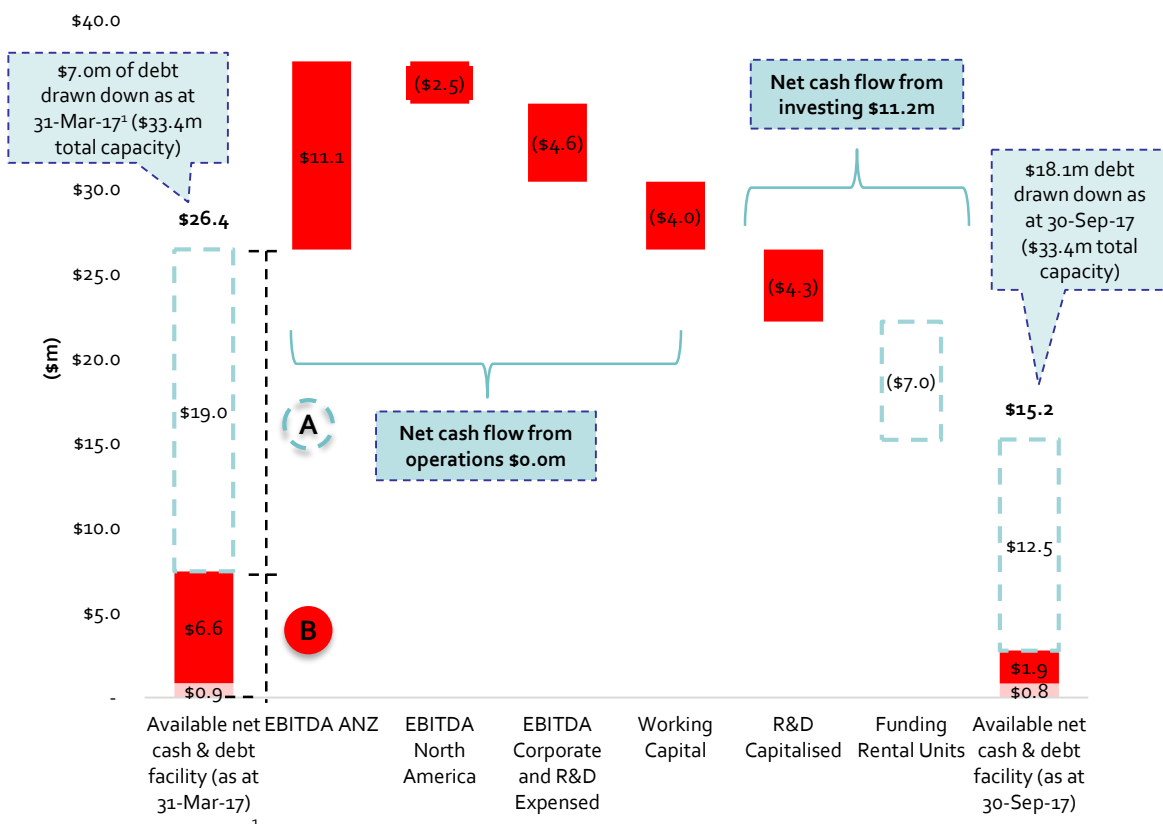 $40.0
$7.0m of debt
drawn down as at
31-Mar-17¹ ($33.4m
total capacity)
$30.0
$26.4
$25.0
$20.0
($m)
$15.0
$10.0
$5.0
-
$19.0
$6.6
$0.9
A
B
$11.1
($2.5)
($4.6)
($4.0)
Net cash flow from
operations $0.0m
Net cash flow from
investing $11.2m
($4.3)
($7.0)
$18.1m debt
drawn down as
at 30-Sep-17
($33.4m total
capacity)
$15.2
$12.5
$1.9
$0.8
Available net
cash & debt
facility (as at
31-Mar-17)
1
EBITDA ANZ
EBITDA
North
America
EBITDA
Corporate
and R&D
Expensed
Working
Capital
R&D
Capitalised
Funding
Rental Units
Available net
cash & debt
facility (as at
30-Sep-17)